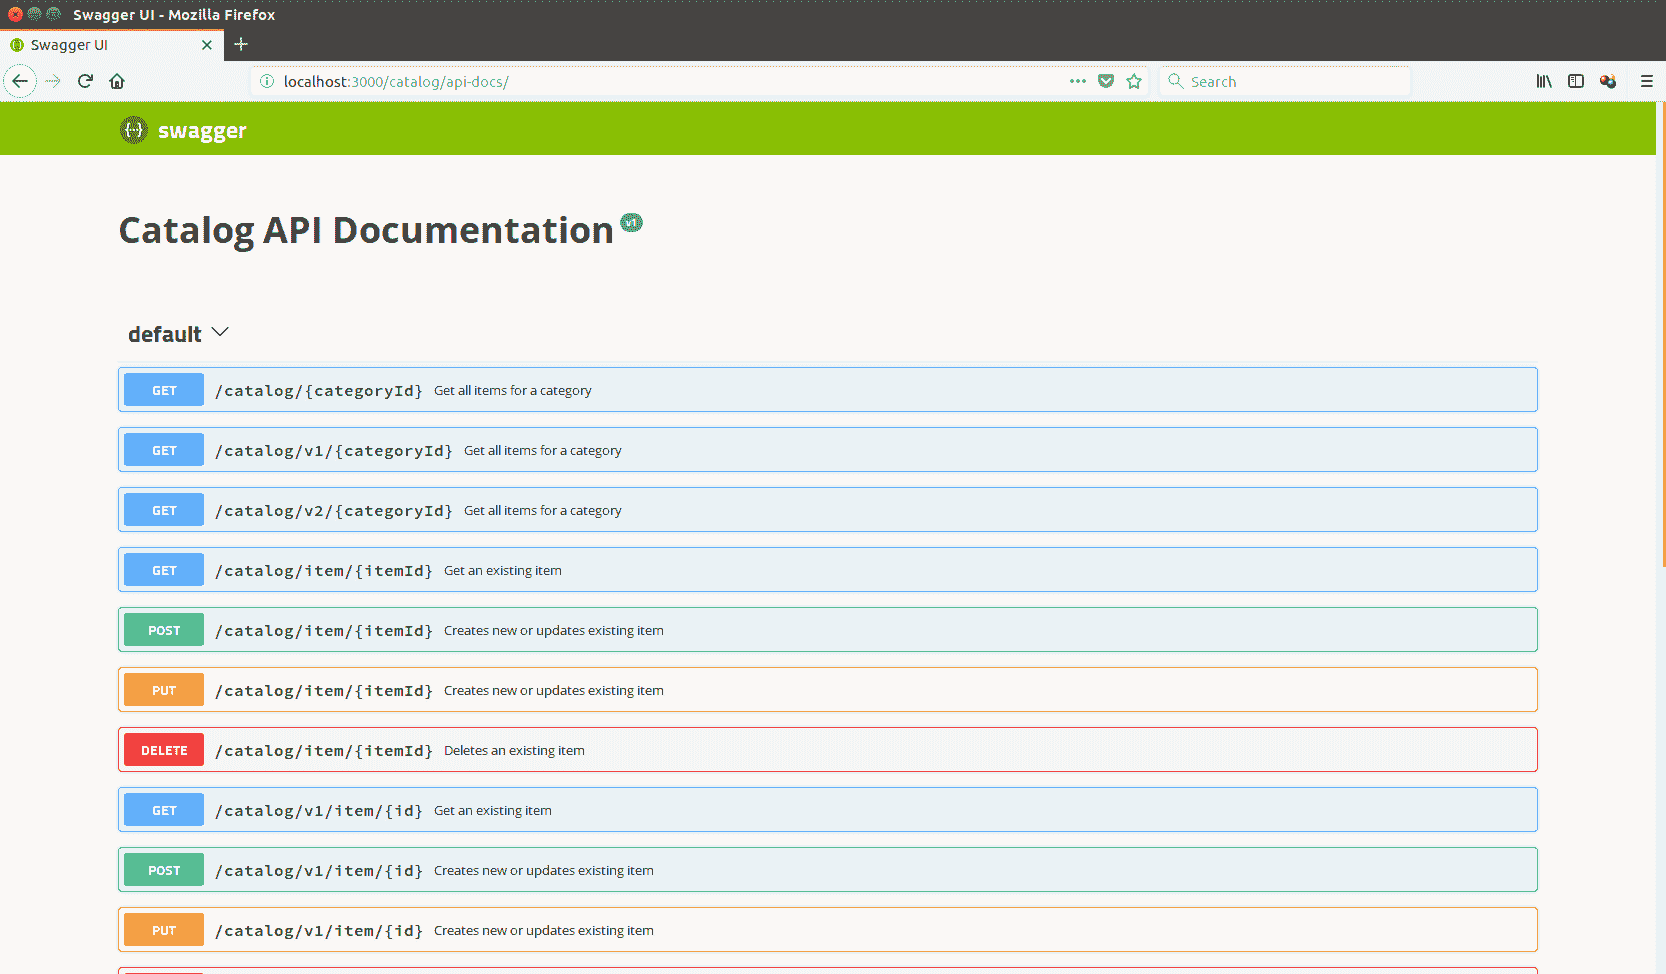 Swagger UI - Mozilla Firefox
Swagger UI
localhost:3000/catalog/api-docs/
Search
swagger
Catalog API Documentation v1
default
GET /catalog/{categoryId} Get all items for a category
GET /catalog/v1/{categoryId} Get all items for a category
GET /catalog/v2/{categoryId} Get all items for a category
GET /catalog/item/{itemId} Get an existing item
POST /catalog/item/{itemId} Creates new or updates existing item
PUT /catalog/item/{itemId} Creates new or updates existing item
DELETE /catalog/item/{itemId} Deletes an existing item
GET /catalog/v1/item/{id} Get an existing item
POST /catalog/v1/item/{id} Creates new or updates existing item
PUT /catalog/v1/item/{id} Creates new or updates existing item